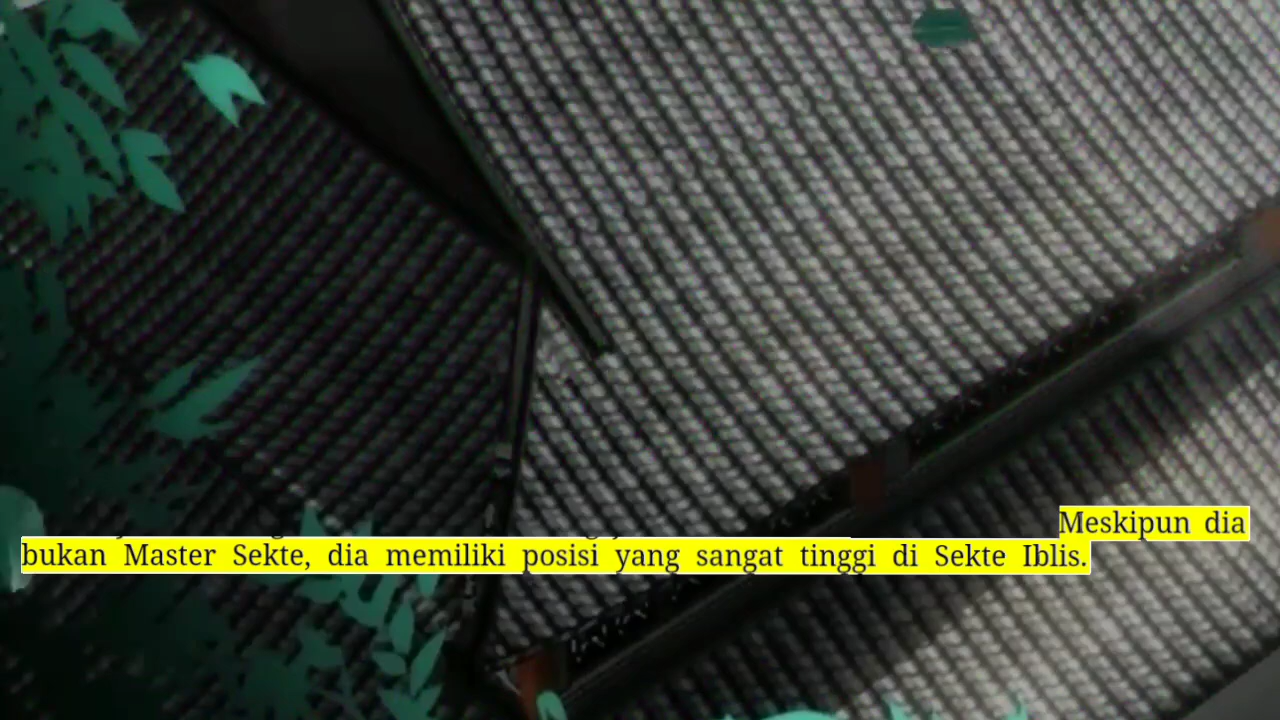 Meskipun dia
bukan Master Sekte, dia memiliki posisi yang sangat tinggi di Sekte Iblis.